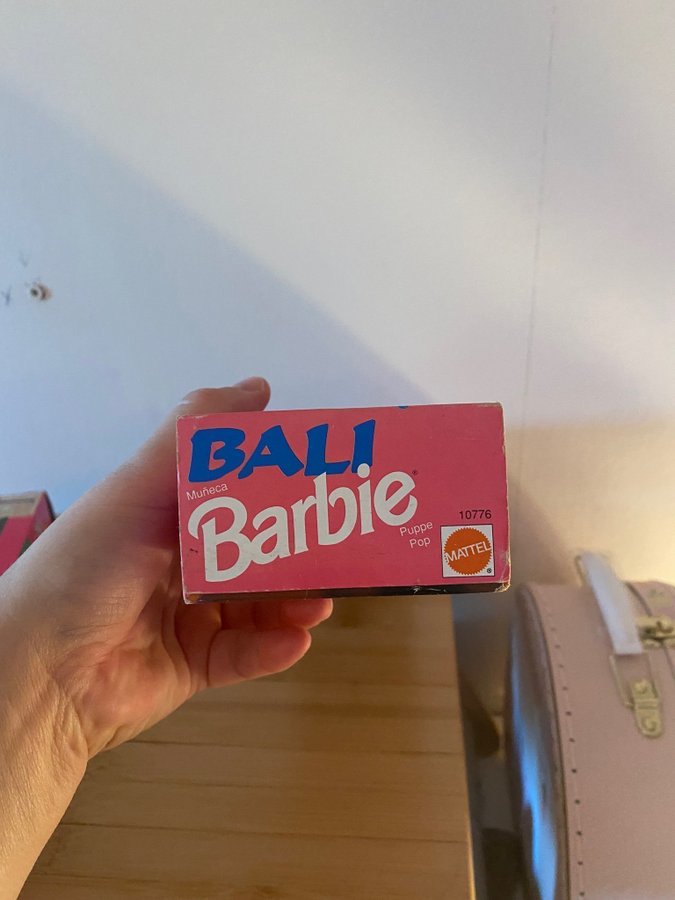 BALI
Muñeca
Barbie®
Puppe
Pop
10776
MATTEL®